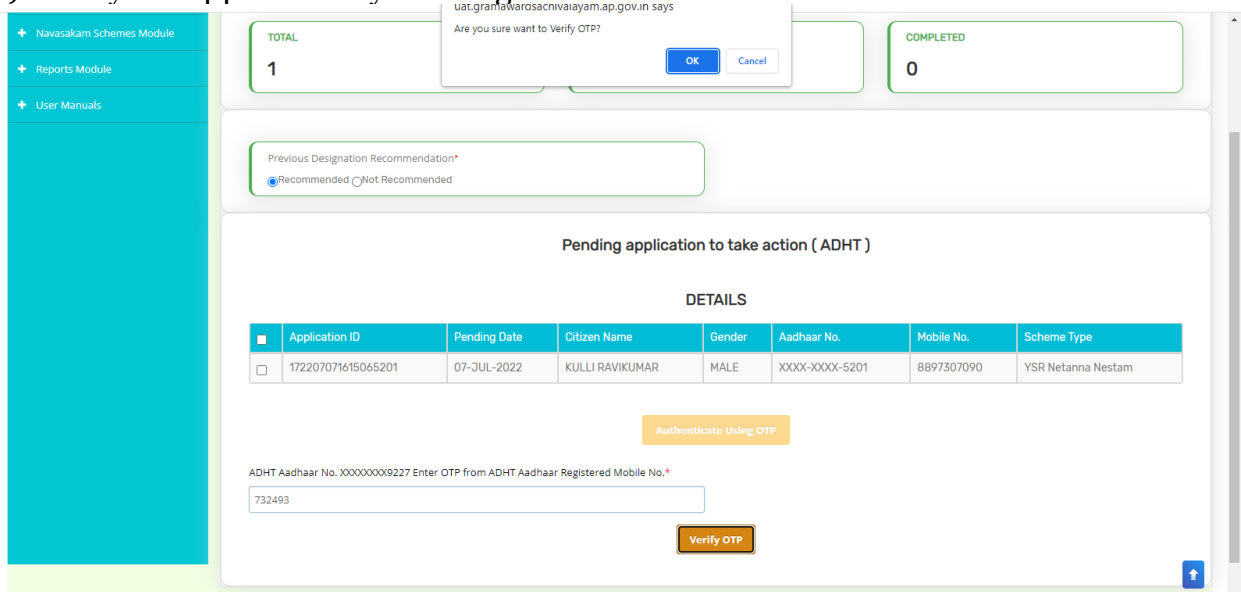 uat.gramawardsachivalayam.ap.gov.in says
Are you sure want to Verify OTP?
OK Cancel
Navasakam Schemes Module
Reports Module
User Manuals
TOTAL
1
COMPLETED
0
Previous Designation Recommendation*
Recommended Not Recommended
Pending application to take action ( ADHT )
DETAILS
Application ID Pending Date Citizen Name Gender Aadhaar No. Mobile No. Scheme Type
172207071615065201 07-JUL-2022 KULLI RAVIKUMAR MALE XXXX-XXXX-5201 8897307090 YSR Netanna Nestam
Authenticate Using OTP
ADHT Aadhaar No. XXXXXXXX9227 Enter OTP from ADHT Aadhaar Registered Mobile No.*
732493
Verify OTP